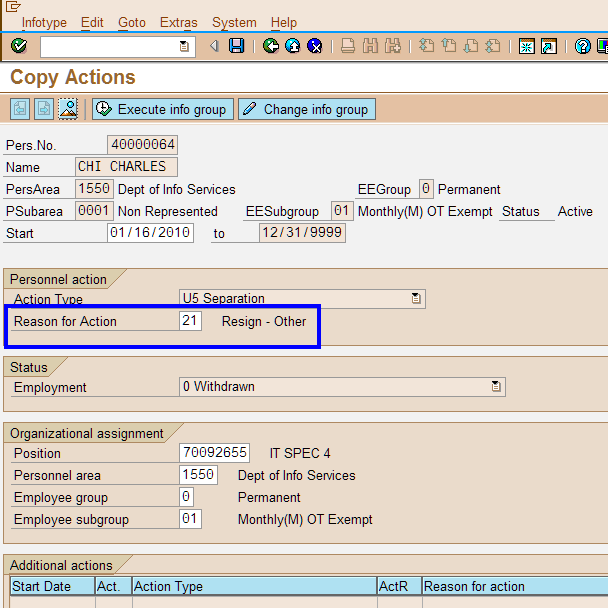 Infotype Edit Goto Extras System Help
Copy Actions
Execute info group Change info group
Pers.No. 40000064
Name CHI CHARLES
PersArea 1550 Dept of Info Services EEGroup 0 Permanent
PSubarea 0001 Non Represented EESubgroup 01 Monthly(M) OT Exempt Status Active
Start 01/16/2010 to 12/31/9999
Personnel action
Action Type U5 Separation
Reason for Action 21 Resign - Other
Status
Employment 0 Withdrawn
Organizational assignment
Position 70092655 IT SPEC 4
Personnel area 1550 Dept of Info Services
Employee group 0 Permanent
Employee subgroup 01 Monthly(M) OT Exempt
Additional actions
Start Date Act. Action Type ActR Reason for action